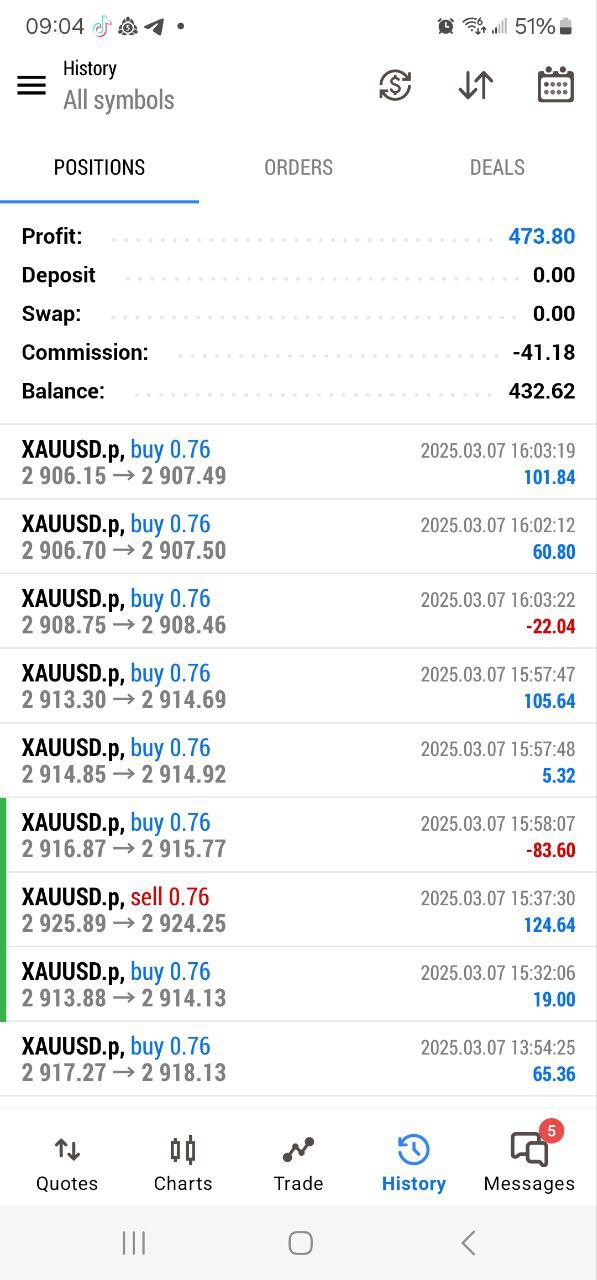 09:04 51%
History
All symbols
POSITIONS ORDERS DEALS
Profit: 473.80
Deposit 0.00
Swap: 0.00
Commission: -41.18
Balance: 432.62
XAUUSD.p, buy 0.76 2025.03.07 16:03:19
2 906.15 → 2 907.49 101.84
XAUUSD.p, buy 0.76 2025.03.07 16:02:12
2 906.70 → 2 907.50 60.80
XAUUSD.p, buy 0.76 2025.03.07 16:03:22
2 908.75 → 2 908.46 -22.04
XAUUSD.p, buy 0.76 2025.03.07 15:57:47
2 913.30 → 2 914.69 105.64
XAUUSD.p, buy 0.76 2025.03.07 15:57:48
2 914.85 → 2 914.92 5.32
XAUUSD.p, buy 0.76 2025.03.07 15:58:07
2 916.87 → 2 915.77 -83.60
XAUUSD.p, sell 0.76 2025.03.07 15:37:30
2 925.89 → 2 924.25 124.64
XAUUSD.p, buy 0.76 2025.03.07 15:32:06
2 913.88 → 2 914.13 19.00
XAUUSD.p, buy 0.76 2025.03.07 13:54:25
2 917.27 → 2 918.13 65.36
5
Quotes Charts Trade History Messages